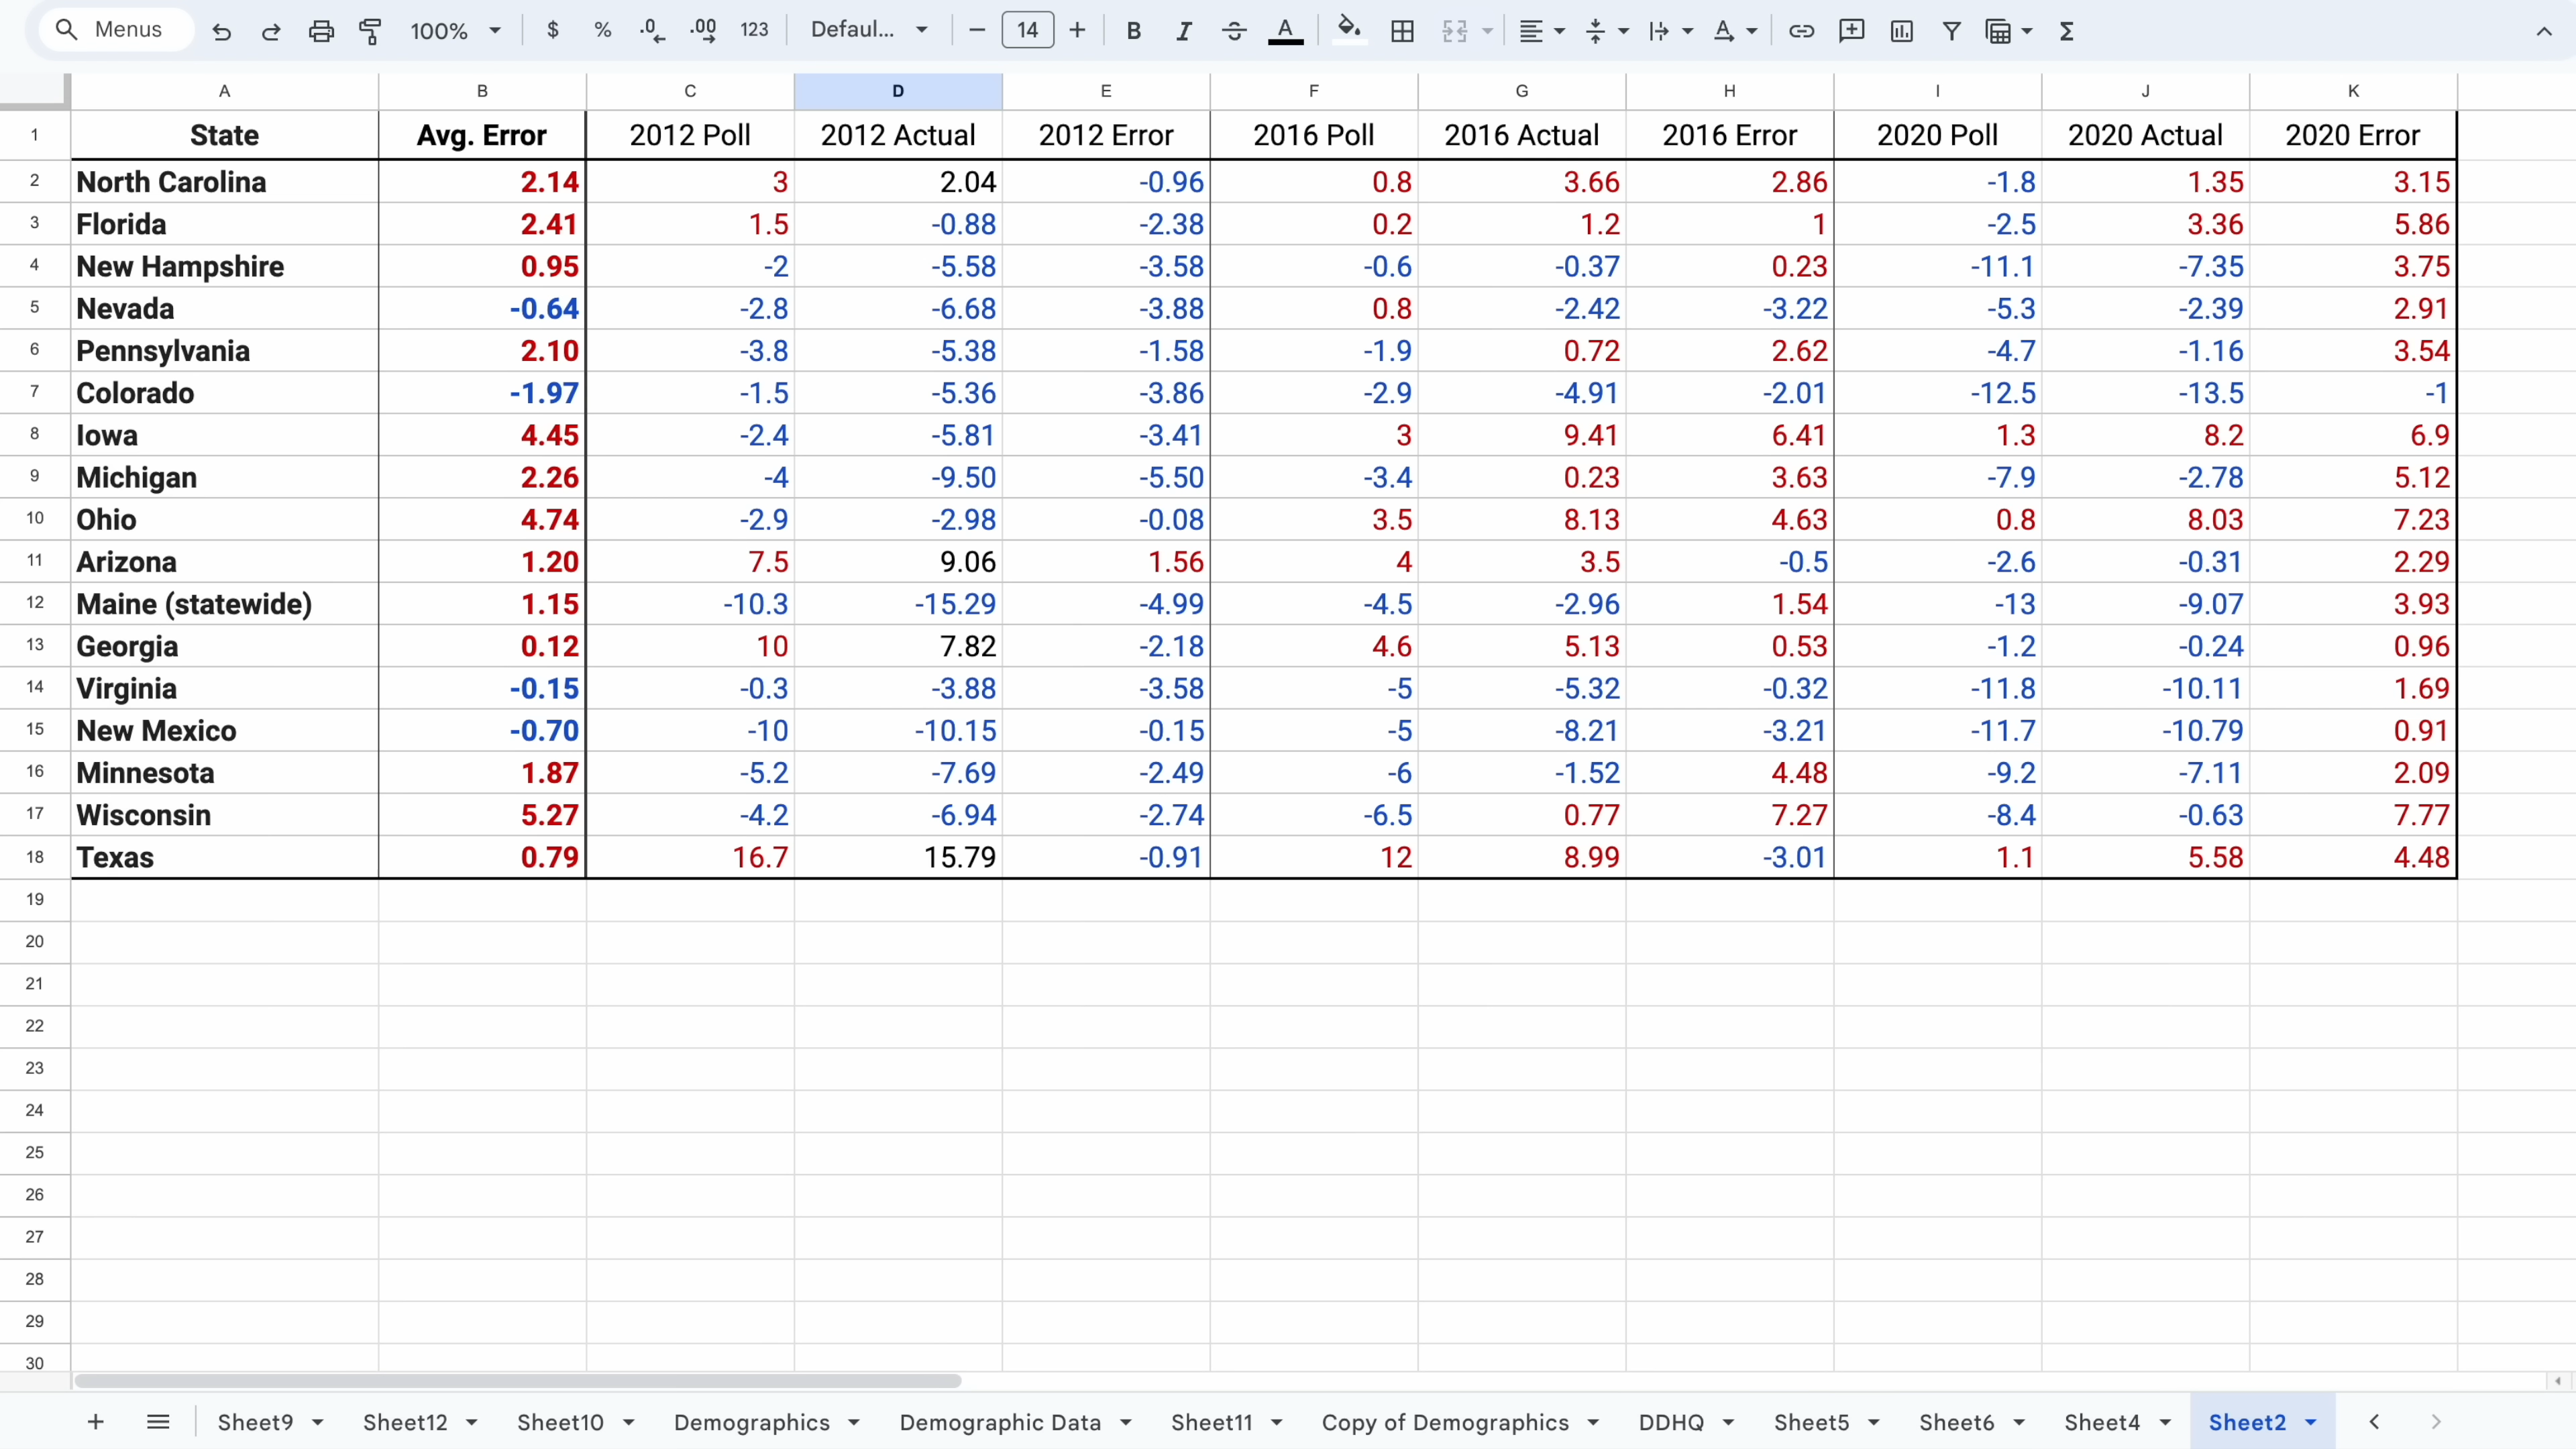 Menus 100% $ % .0 .00 123 Defaul... 14 B I A A Σ
A B C D E F G H I J K
1 State Avg. Error 2012 Poll 2012 Actual 2012 Error 2016 Poll 2016 Actual 2016 Error 2020 Poll 2020 Actual 2020 Error
2 North Carolina 2.14 3 2.04 -0.96 0.8 3.66 2.86 -1.8 1.35 3.15
3 Florida 2.41 1.5 -0.88 -2.38 0.2 1.2 1 -2.5 3.36 5.86
4 New Hampshire 0.95 -2 -5.58 -3.58 -0.6 -0.37 0.23 -11.1 -7.35 3.75
5 Nevada -0.64 -2.8 -6.68 -3.88 0.8 -2.42 -3.22 -5.3 -2.39 2.91
6 Pennsylvania 2.10 -3.8 -5.38 -1.58 -1.9 0.72 2.62 -4.7 -1.16 3.54
7 Colorado -1.97 -1.5 -5.36 -3.86 -2.9 -4.91 -2.01 -12.5 -13.5 -1
8 Iowa 4.45 -2.4 -5.81 -3.41 3 9.41 6.41 1.3 8.2 6.9
9 Michigan 2.26 -4 -9.50 -5.50 -3.4 0.23 3.63 -7.9 -2.78 5.12
10 Ohio 4.74 -2.9 -2.98 -0.08 3.5 8.13 4.63 0.8 8.03 7.23
11 Arizona 1.20 7.5 9.06 1.56 4 3.5 -0.5 -2.6 -0.31 2.29
12 Maine (statewide) 1.15 -10.3 -15.29 -4.99 -4.5 -2.96 1.54 -13 -9.07 3.93
13 Georgia 0.12 10 7.82 -2.18 4.6 5.13 0.53 -1.2 -0.24 0.96
14 Virginia -0.15 -0.3 -3.88 -3.58 -5 -5.32 -0.32 -11.8 -10.11 1.69
15 New Mexico -0.70 -10 -10.15 -0.15 -5 -8.21 -3.21 -11.7 -10.79 0.91
16 Minnesota 1.87 -5.2 -7.69 -2.49 -6 -1.52 4.48 -9.2 -7.11 2.09
17 Wisconsin 5.27 -4.2 -6.94 -2.74 -6.5 0.77 7.27 -8.4 -0.63 7.77
18 Texas 0.79 16.7 15.79 -0.91 12 8.99 -3.01 1.1 5.58 4.48
19
20
21
22
23
24
25
26
27
28
29
30
Sheet9 Sheet12 Sheet10 Demographics Demographic Data Sheet11 Copy of Demographics DDHQ Sheet5 Sheet6 Sheet4 Sheet2